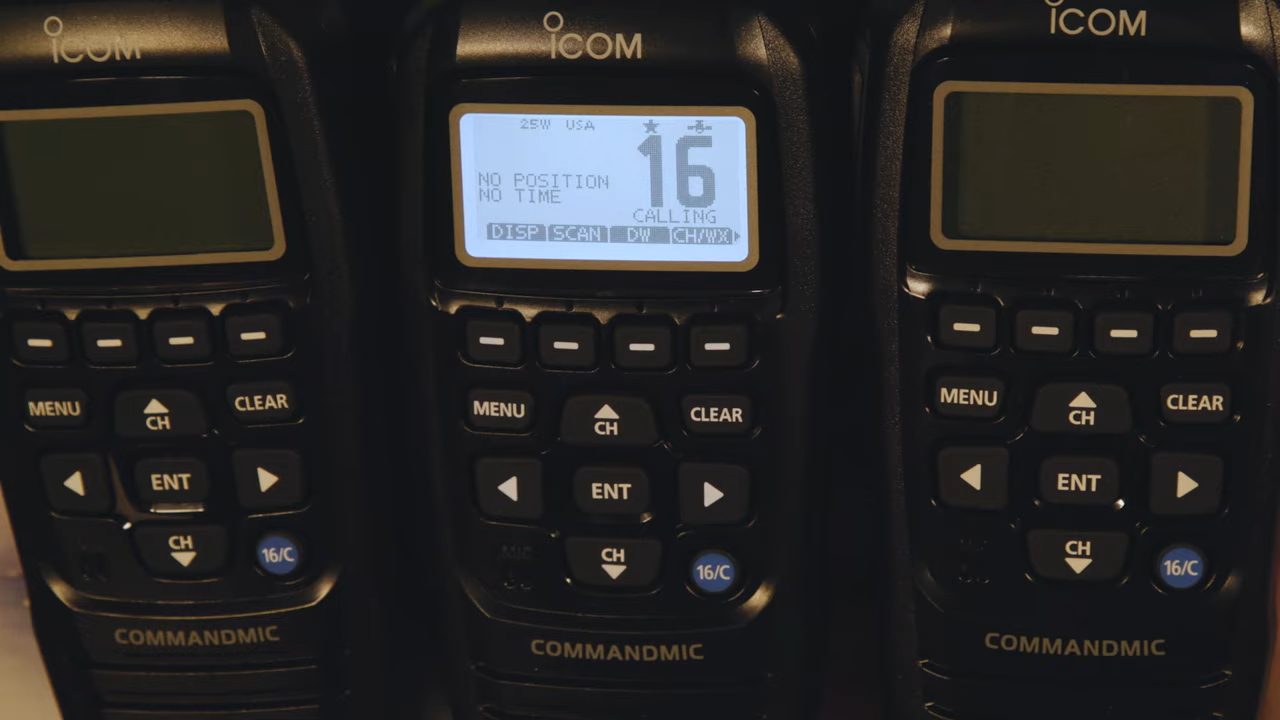 ICOM
MENU
CH
CLEAR
ENT
CH
16/C
COMMANDMIC
ICOM
25W USA
16
NO POSITION
NO TIME
CALLING
DISP SCAN DW CH/WX
MENU
CH
CLEAR
ENT
CH
16/C
COMMANDMIC
ICOM
MENU
CH
CLEAR
ENT
CH
16/C
COMMANDMIC